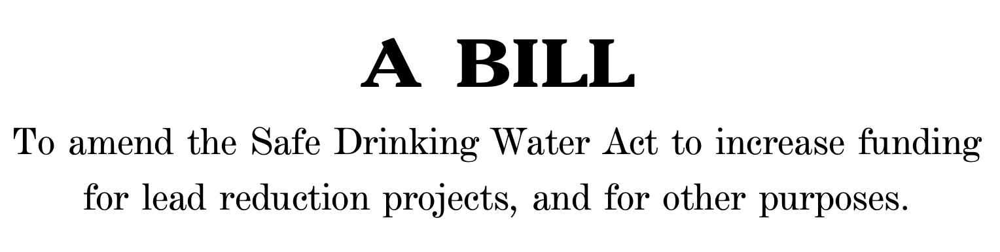 A BILL
To amend the Safe Drinking Water Act to increase funding
for lead reduction projects, and for other purposes.